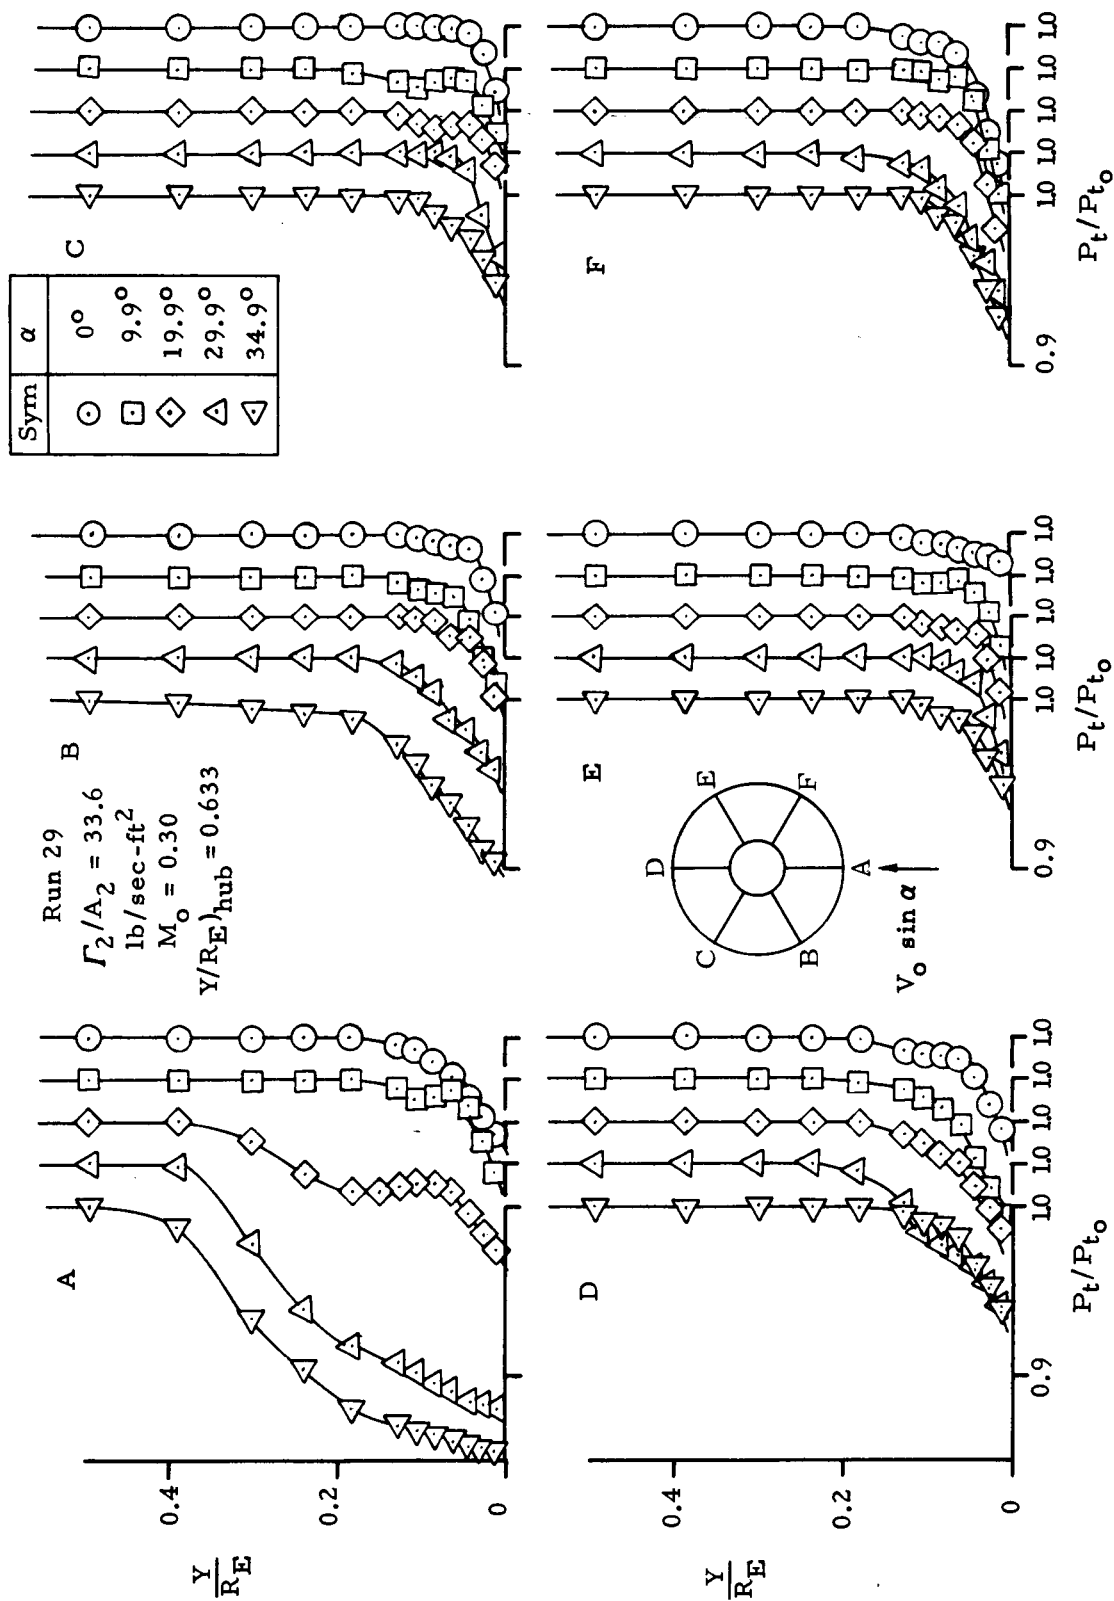 Run 29
Γ2/A2 = 33.6
lb/sec-ft2
Mo = 0.30
Y/RE)hub = 0.633
Sym α
0°
9.9°
19.9°
29.9°
34.9°
A
B
C
Y/RE
0.4
0.2
0
D
E
F
Y/RE
0.4
0.2
0
0.9 1.0 1.0 1.0 1.0 1.0
Pt/Pto
0.9 1.0 1.0 1.0 1.0 1.0
Pt/Pto
0.9 1.0 1.0 1.0 1.0 1.0
Pt/Pto
D
E
C
F
B
A
Vo sin α